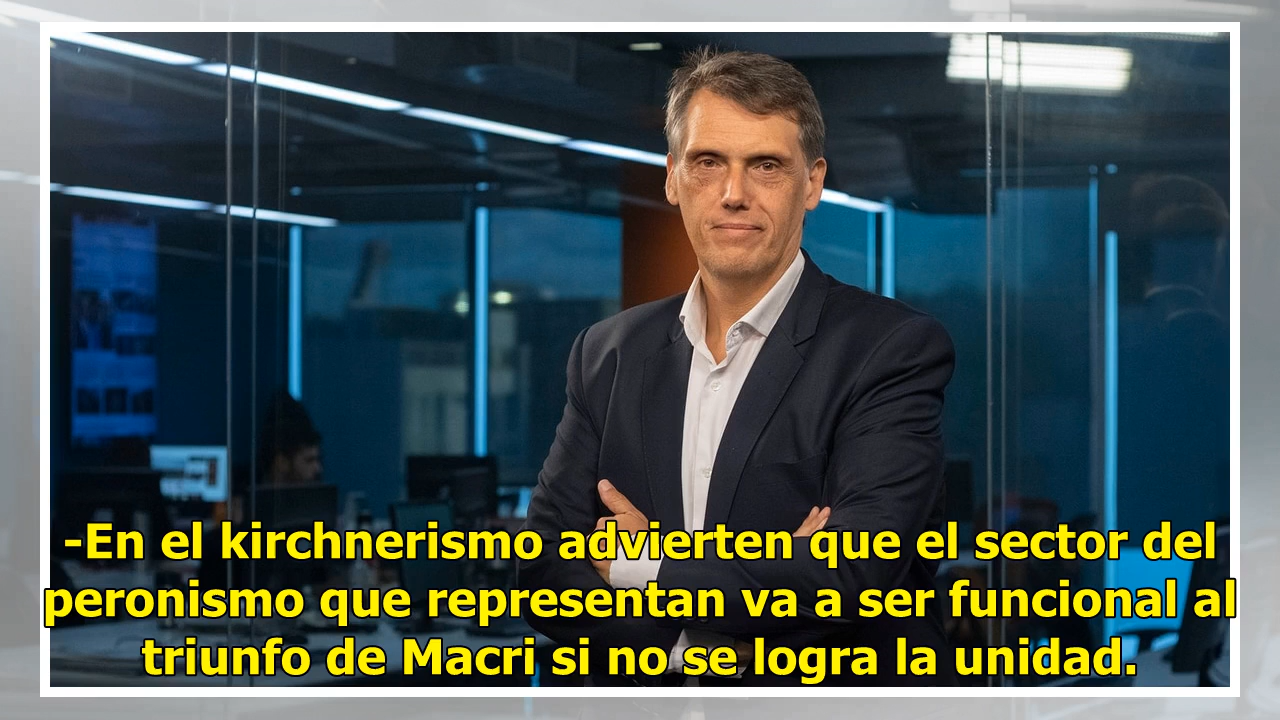 -En el kirchnerismo advierten que el sector del
peronismo que representan va a ser funcional al
triunfo de Macri si no se logra la unidad.